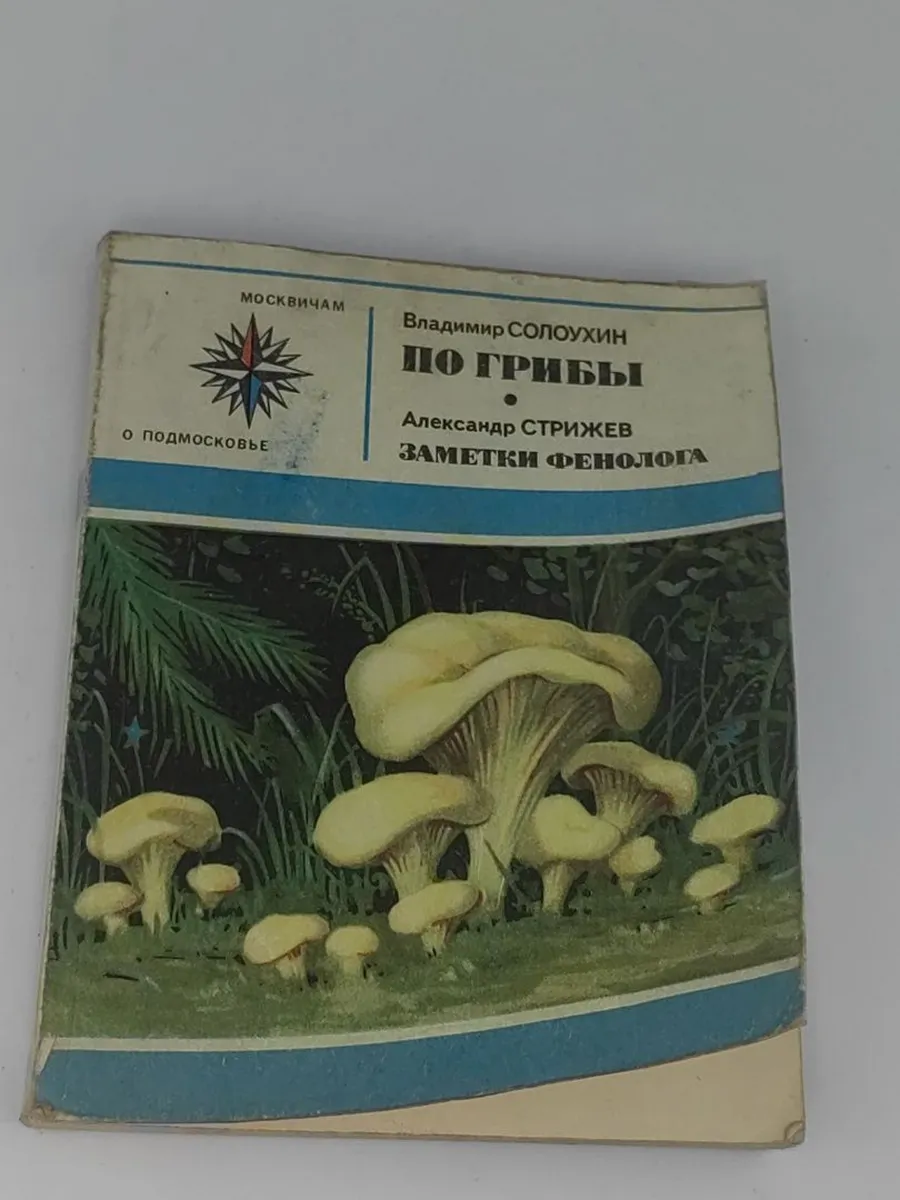 МОСКВИЧАМ
О ПОДМОСКОВЬЕ
Владимир СОЛОУХИН
ПО ГРИБЫ
•
Александр СТРИЖЕВ
ЗАМЕТКИ ФЕНОЛОГА